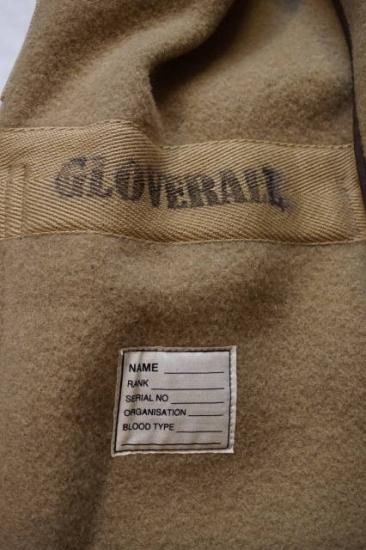 GLOVERALL
NAME
RANK
SERIAL NO
ORGANISATION
BLOOD TYPE